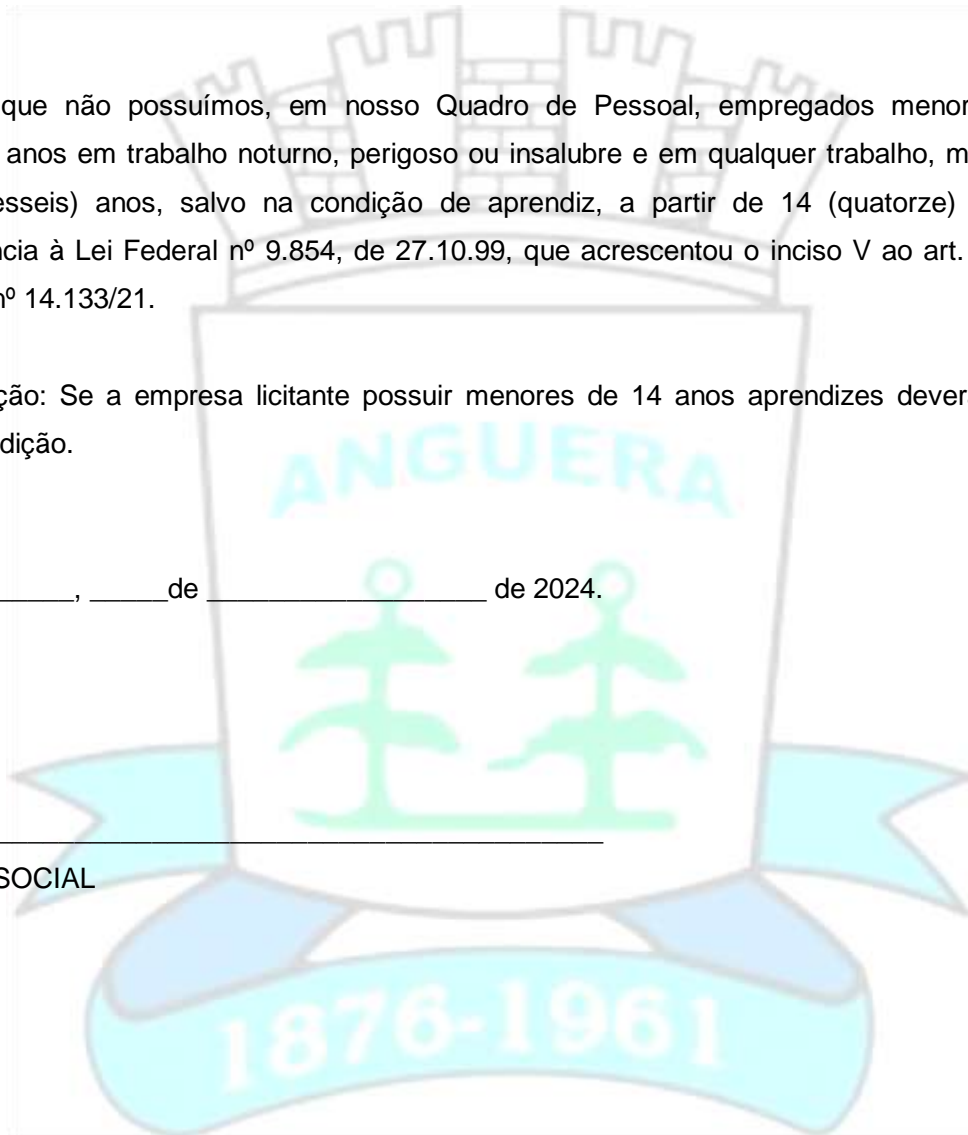 que não possuímos, em nosso Quadro de Pessoal, empregados menor
anos em trabalho noturno, perigoso ou insalubre e em qualquer trabalho, m
esseis) anos, salvo na condição de aprendiz, a partir de 14 (quatorze)
ncia à Lei Federal nº 9.854, de 27.10.99, que acrescentou o inciso V ao art.
nº 14.133/21.
ção: Se a empresa licitante possuir menores de 14 anos aprendizes dever
dição.
ANGUERA
_____, _____de __________________ de 2024.
_______________________________________
SOCIAL
1876-1961